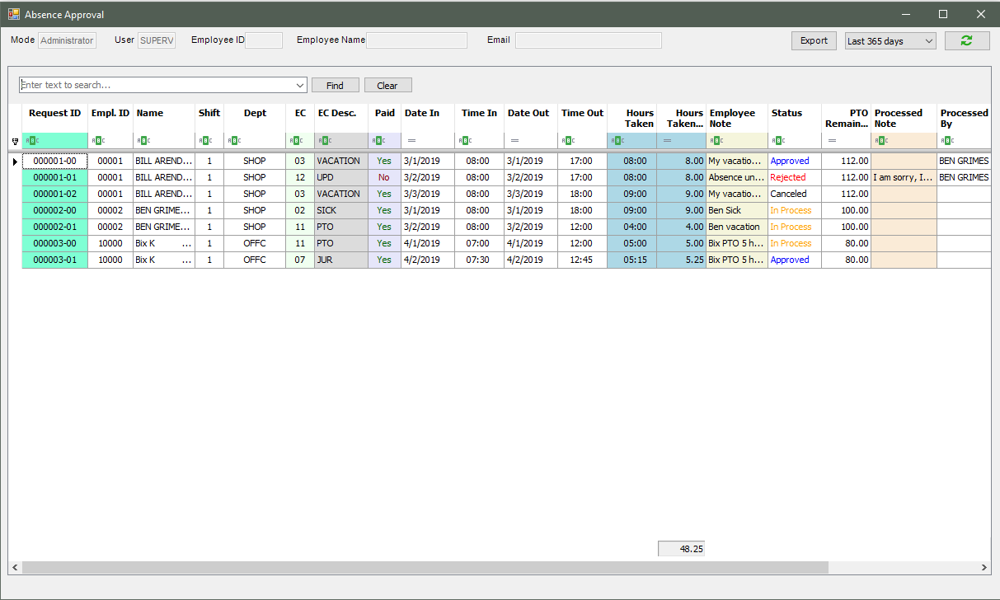 Absence Approval
Mode Administrator User SUPERV Employee ID Employee Name Email Export Last 365 days
Enter text to search... Find Clear
Request ID Empl. ID Name Shift Dept EC EC Desc. Paid Date In Time In Date Out Time Out Hours Taken Hours Taken... Employee Note Status PTO Remain... Processed Note Processed By
000001-00 00001 BILL AREND... 1 SHOP 03 VACATION Yes 3/1/2019 08:00 3/1/2019 17:00 08:00 8.00 My vacatio... Approved 112.00 BEN GRIMES
000001-01 00001 BILL AREND... 1 SHOP 12 UPD No 3/2/2019 08:00 3/2/2019 17:00 08:00 8.00 Absence un... Rejected 112.00 I am sorry, I... BEN GRIMES
000001-02 00001 BILL AREND... 1 SHOP 03 VACATION Yes 3/3/2019 08:00 3/3/2019 18:00 09:00 9.00 My vacatio... Canceled 112.00
000002-00 00002 BEN GRIME... 1 SHOP 02 SICK Yes 3/1/2019 08:00 3/1/2019 18:00 09:00 9.00 Ben Sick In Process 100.00
000002-01 00002 BEN GRIME... 1 SHOP 11 PTO Yes 3/2/2019 08:00 3/2/2019 12:00 04:00 4.00 Ben vacation In Process 100.00
000003-00 10000 Bix K ... 1 OFFC 11 PTO Yes 4/1/2019 07:00 4/1/2019 12:00 05:00 5.00 Bix PTO 5 h... In Process 80.00
000003-01 10000 Bix K ... 1 OFFC 07 JUR Yes 4/2/2019 07:30 4/2/2019 12:45 05:15 5.25 Bix PTO 5 h... Approved 80.00
48.25